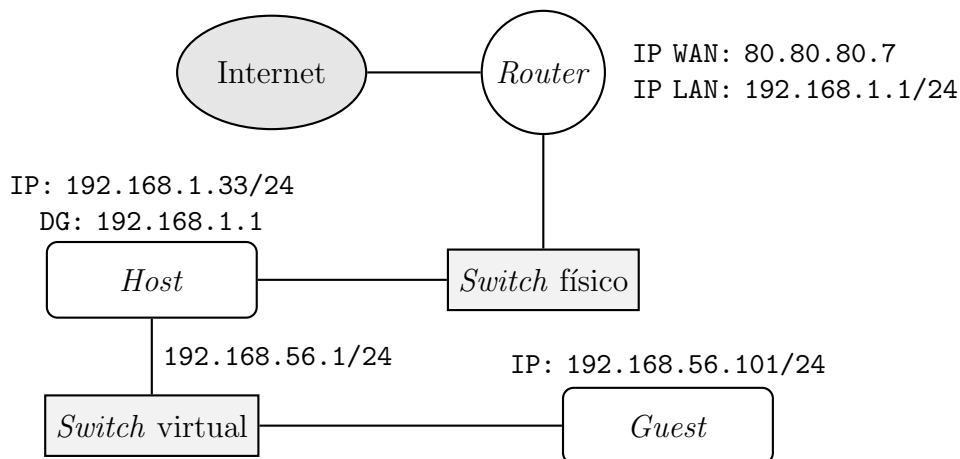 Internet
Router
IP WAN: 80.80.80.7
IP LAN: 192.168.1.1/24
IP: 192.168.1.33/24
DG: 192.168.1.1
Host
Switch físico
192.168.56.1/24
IP: 192.168.56.101/24
Switch virtual
Guest